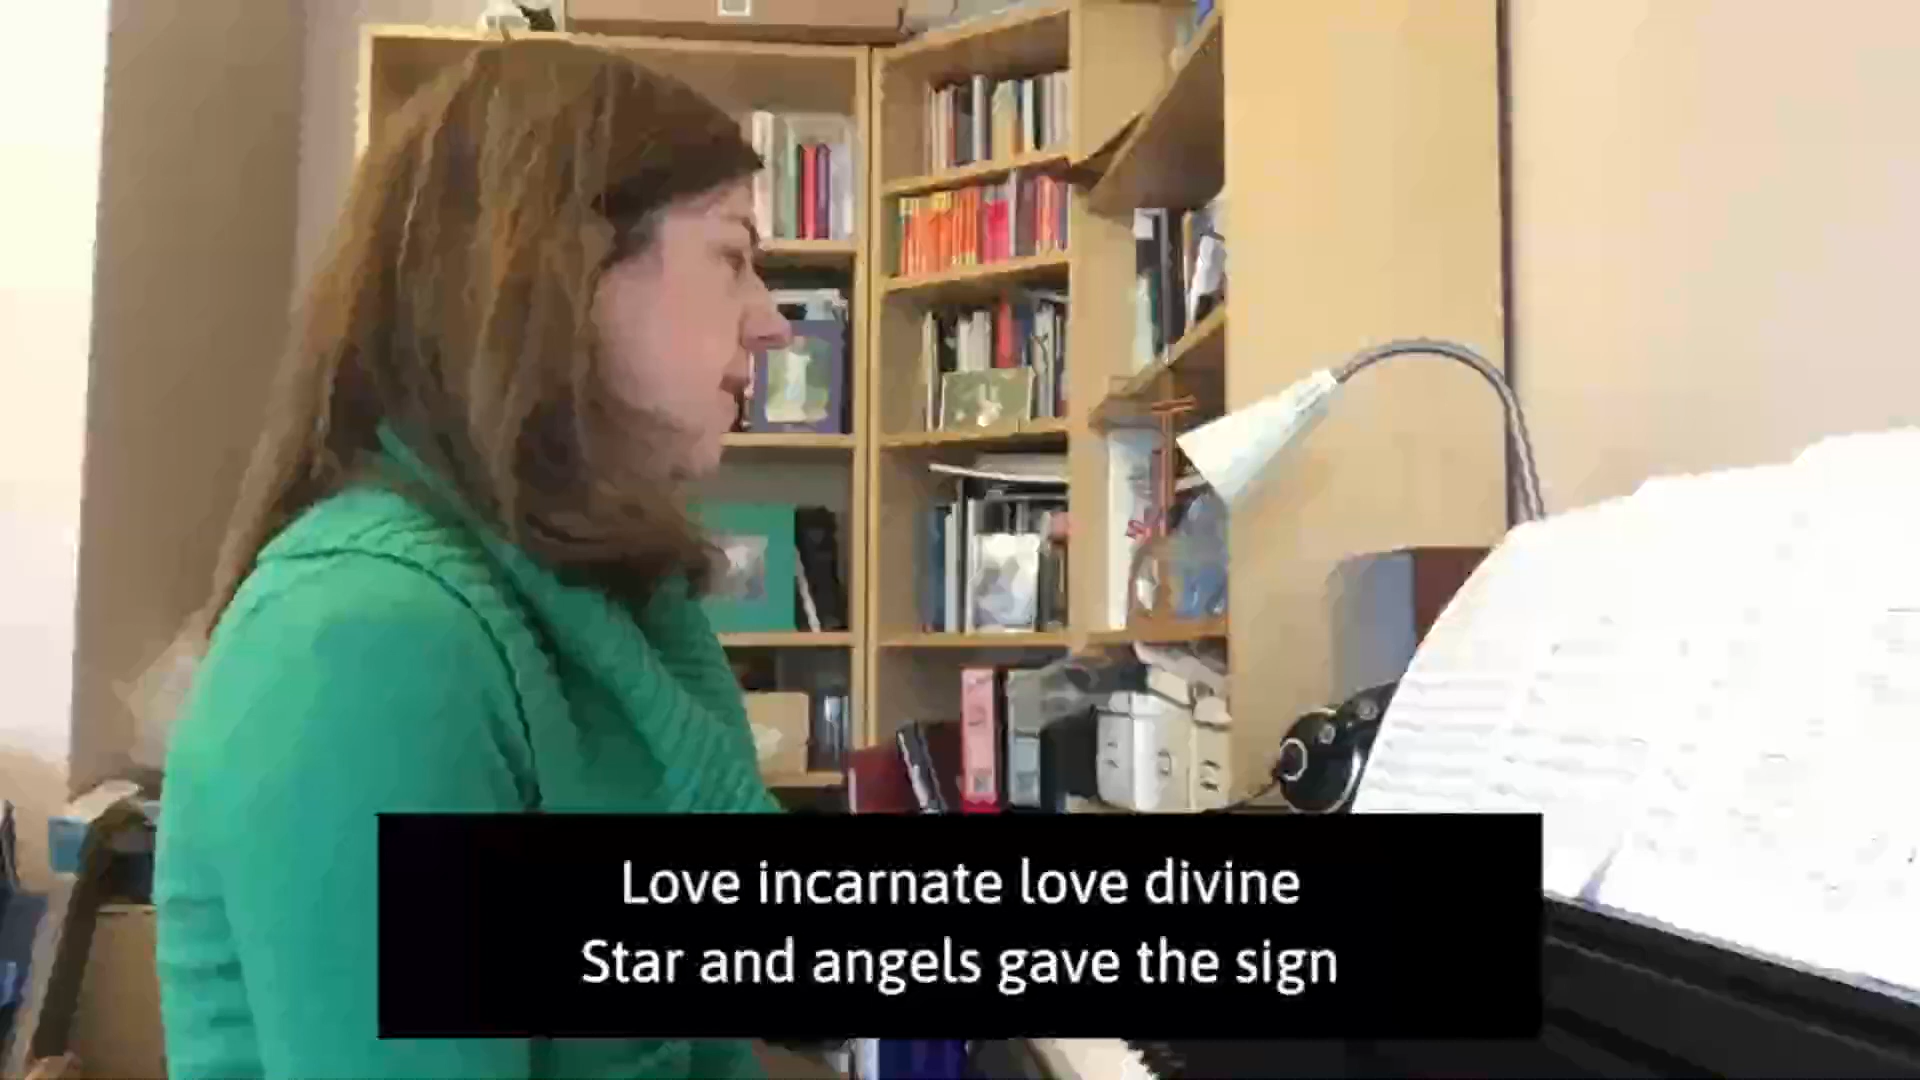 Love incarnate love divine
Star and angels gave the sign